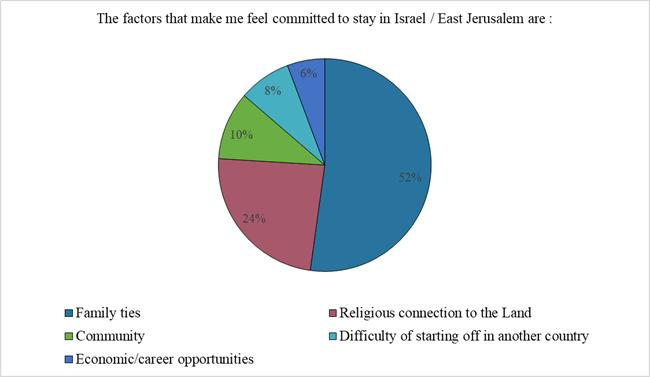 The factors that make me feel committed to stay in Israel / East Jerusalem are :
6%
8%
10%
52%
24%
Family ties
Religious connection to the Land
Community
Difficulty of starting off in another country
Economic/career opportunities